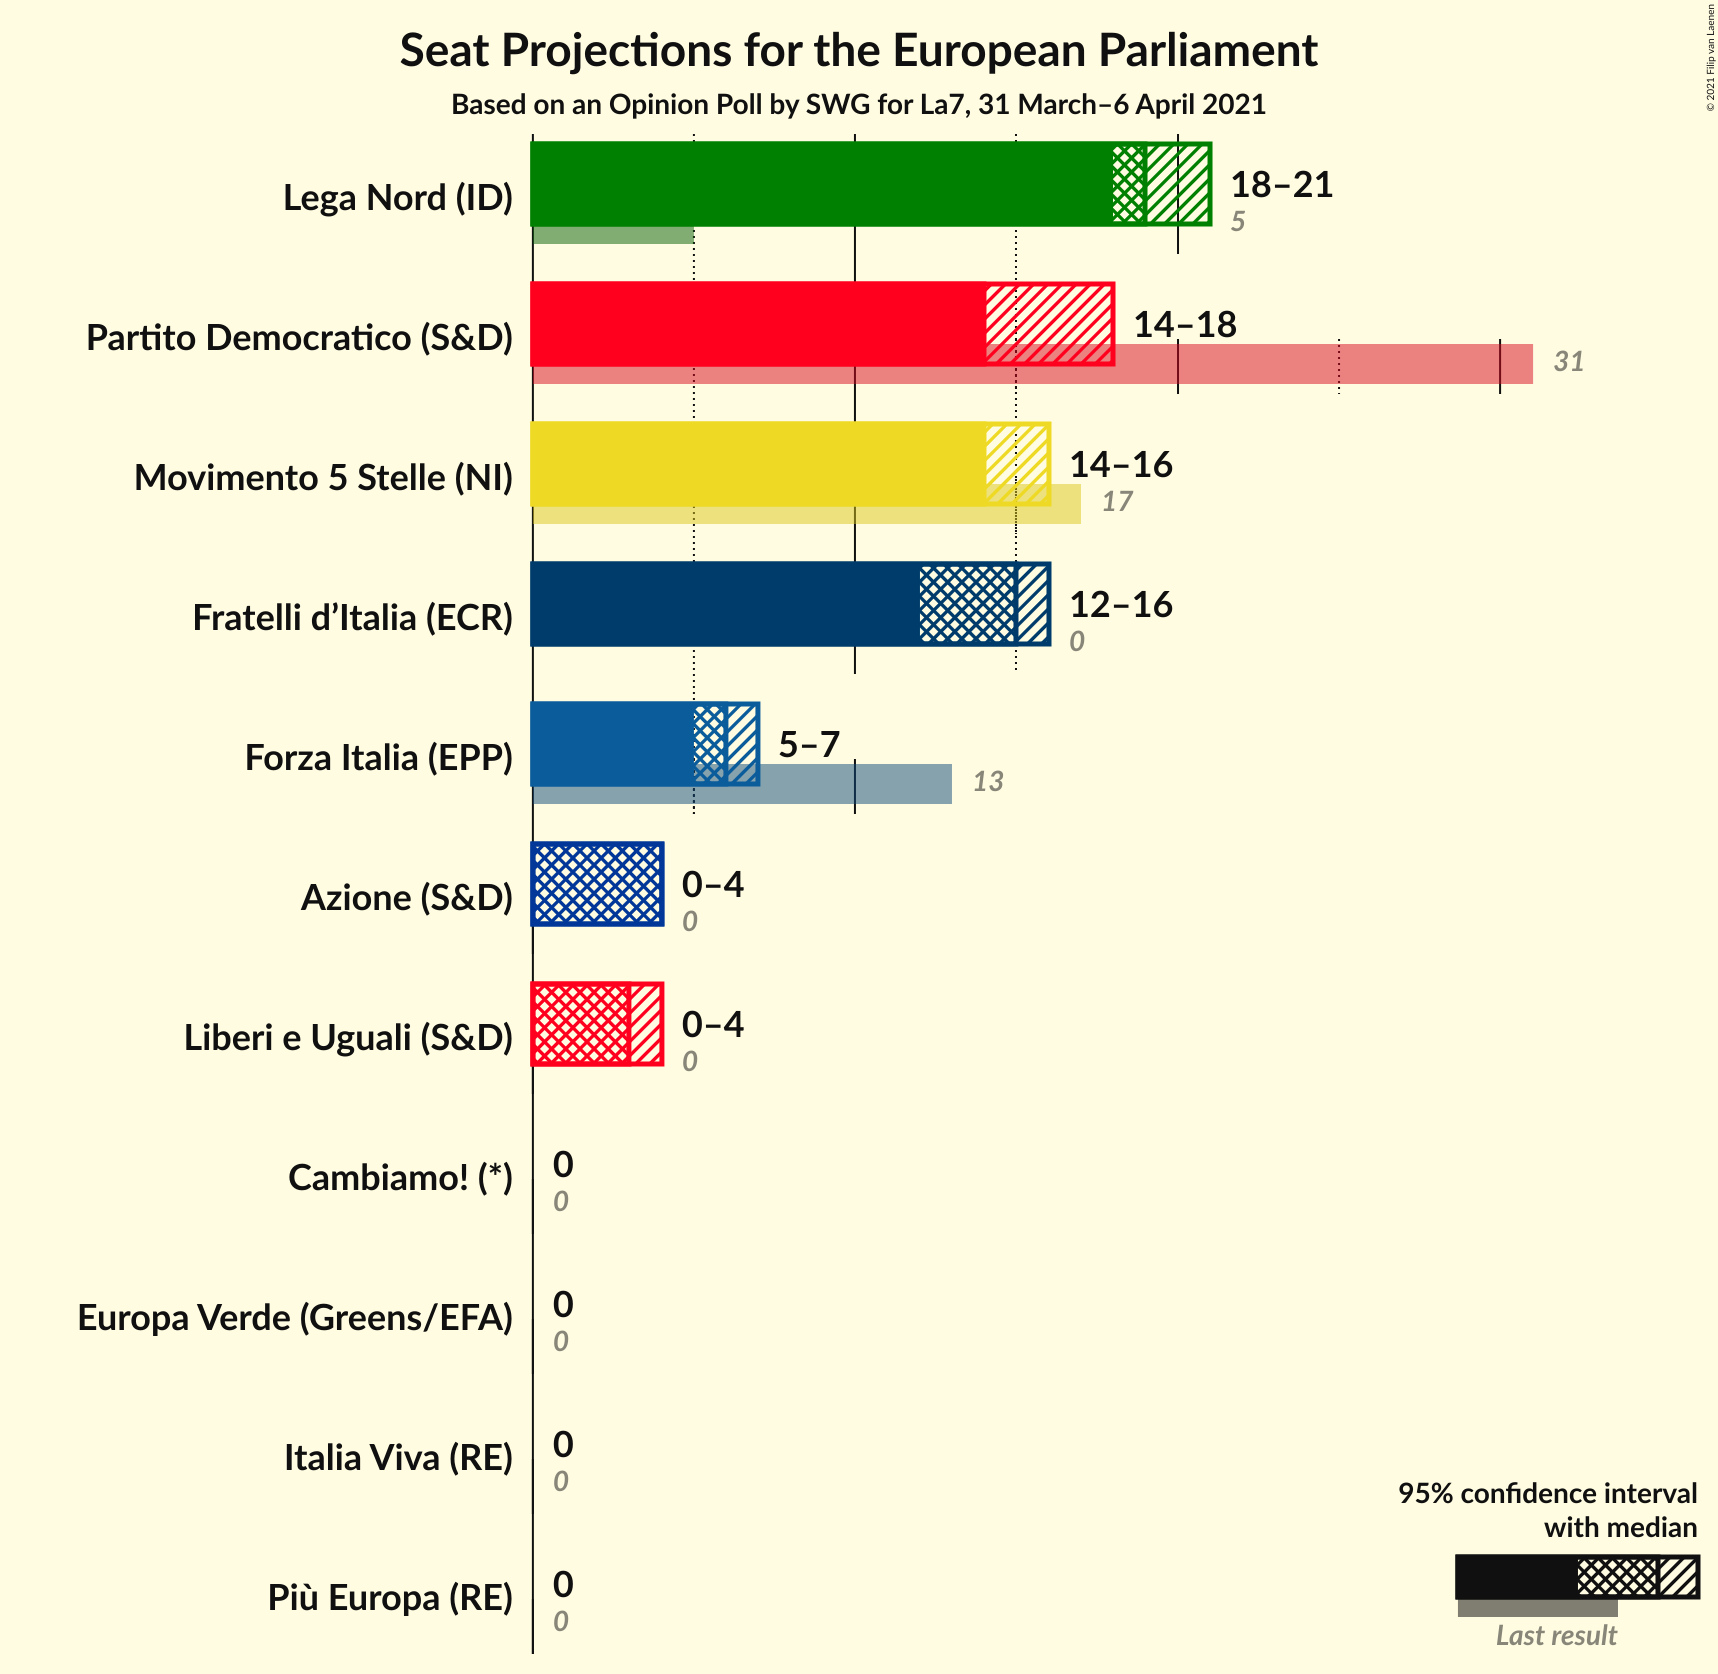 Seat Projections for the European Parliament
Based on an Opinion Poll by SWG for La7, 31 March–6 April 2021
© 2021 Filip van Laenen
Lega Nord (ID)
18–21
5
Partito Democratico (S&D)
14–18
31
Movimento 5 Stelle (NI)
14–16
17
Fratelli d’Italia (ECR)
12–16
0
Forza Italia (EPP)
5–7
13
Azione (S&D)
0–4
0
Liberi e Uguali (S&D)
0–4
0
Cambiamo! (*)
0
0
Europa Verde (Greens/EFA)
0
0
Italia Viva (RE)
0
0
Più Europa (RE)
0
0
95% confidence interval
with median
Last result